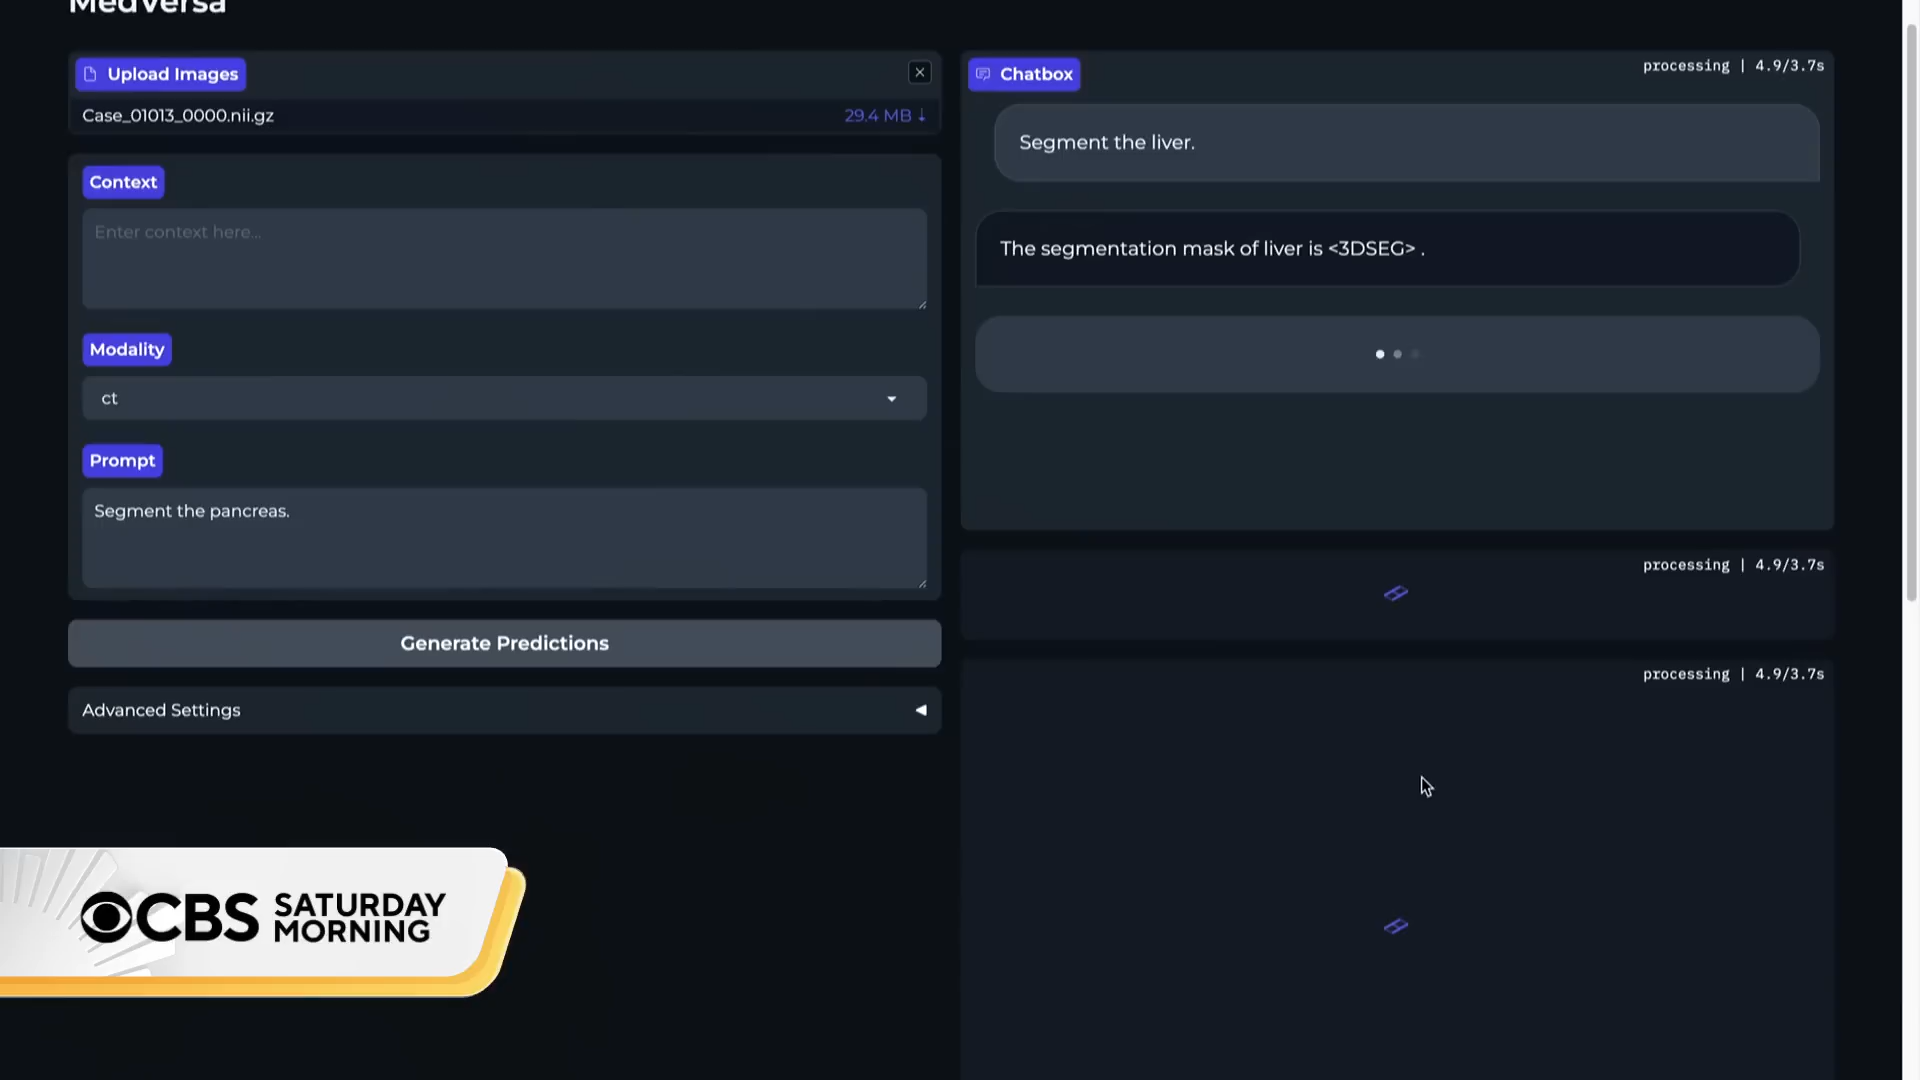 MedVersa
Upload Images
Case_01013_0000.nii.gz
29.4 MB ↓
Context
Enter context here...
Modality
ct
Prompt
Segment the pancreas.
Generate Predictions
Advanced Settings
Chatbox
processing | 4.9/3.7s
Segment the liver.
The segmentation mask of liver is <3DSEG> .
processing | 4.9/3.7s
processing | 4.9/3.7s
CBS SATURDAY
MORNING